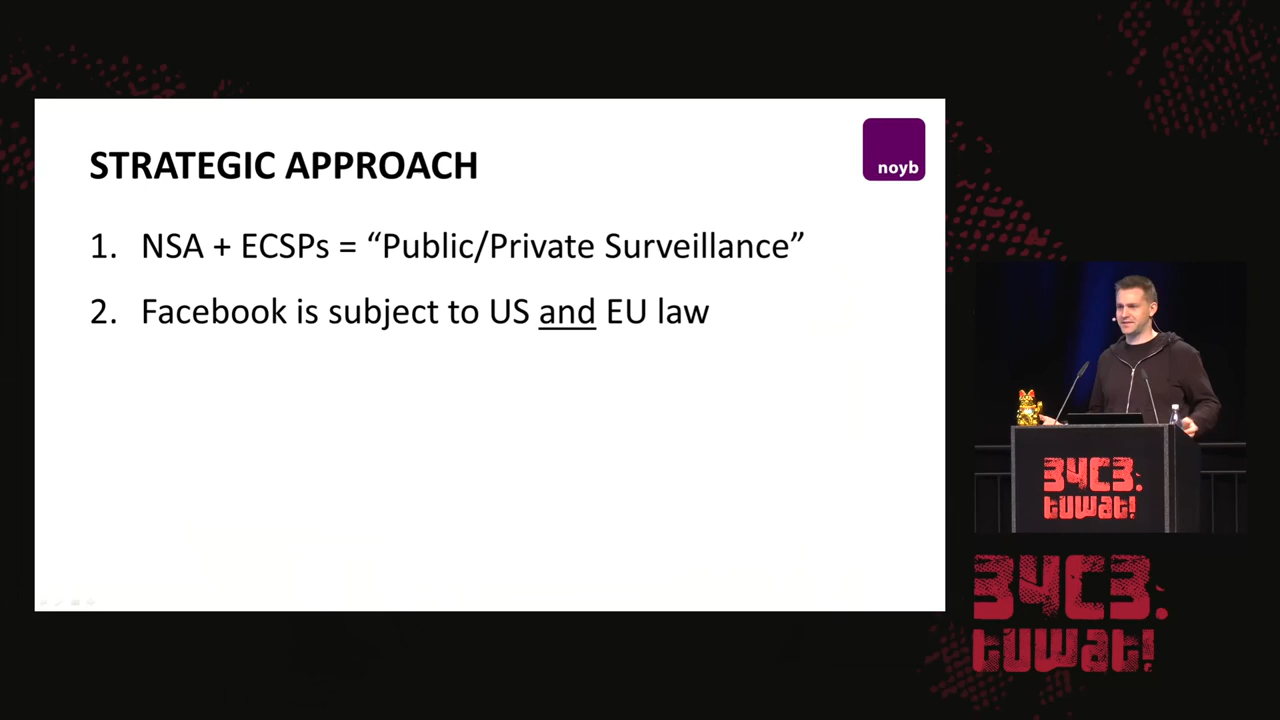 STRATEGIC APPROACH
noyb
1. NSA + ECSPs = “Public/Private Surveillance”
2. Facebook is subject to US and EU law
34C3.
tuwat!
34C3.
tuwat!